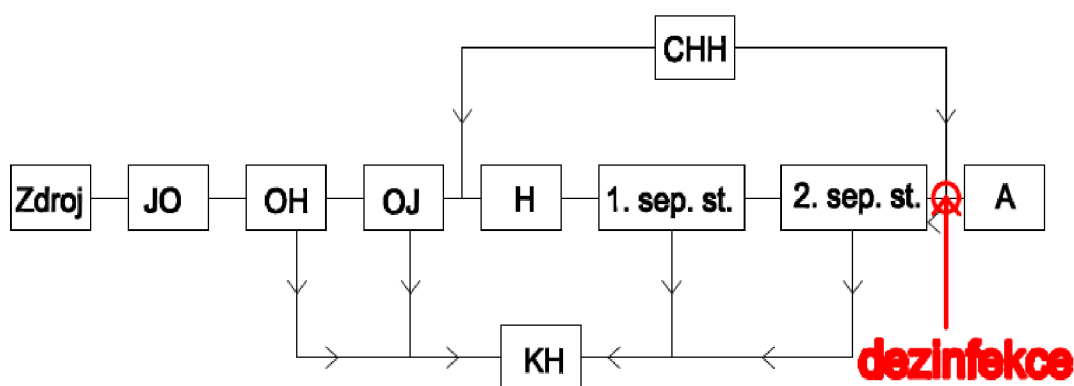 CHH
Zdroj
JO
OH
OJ
H
1. sep. st.
2. sep. st.
A
KH
dezinfekce